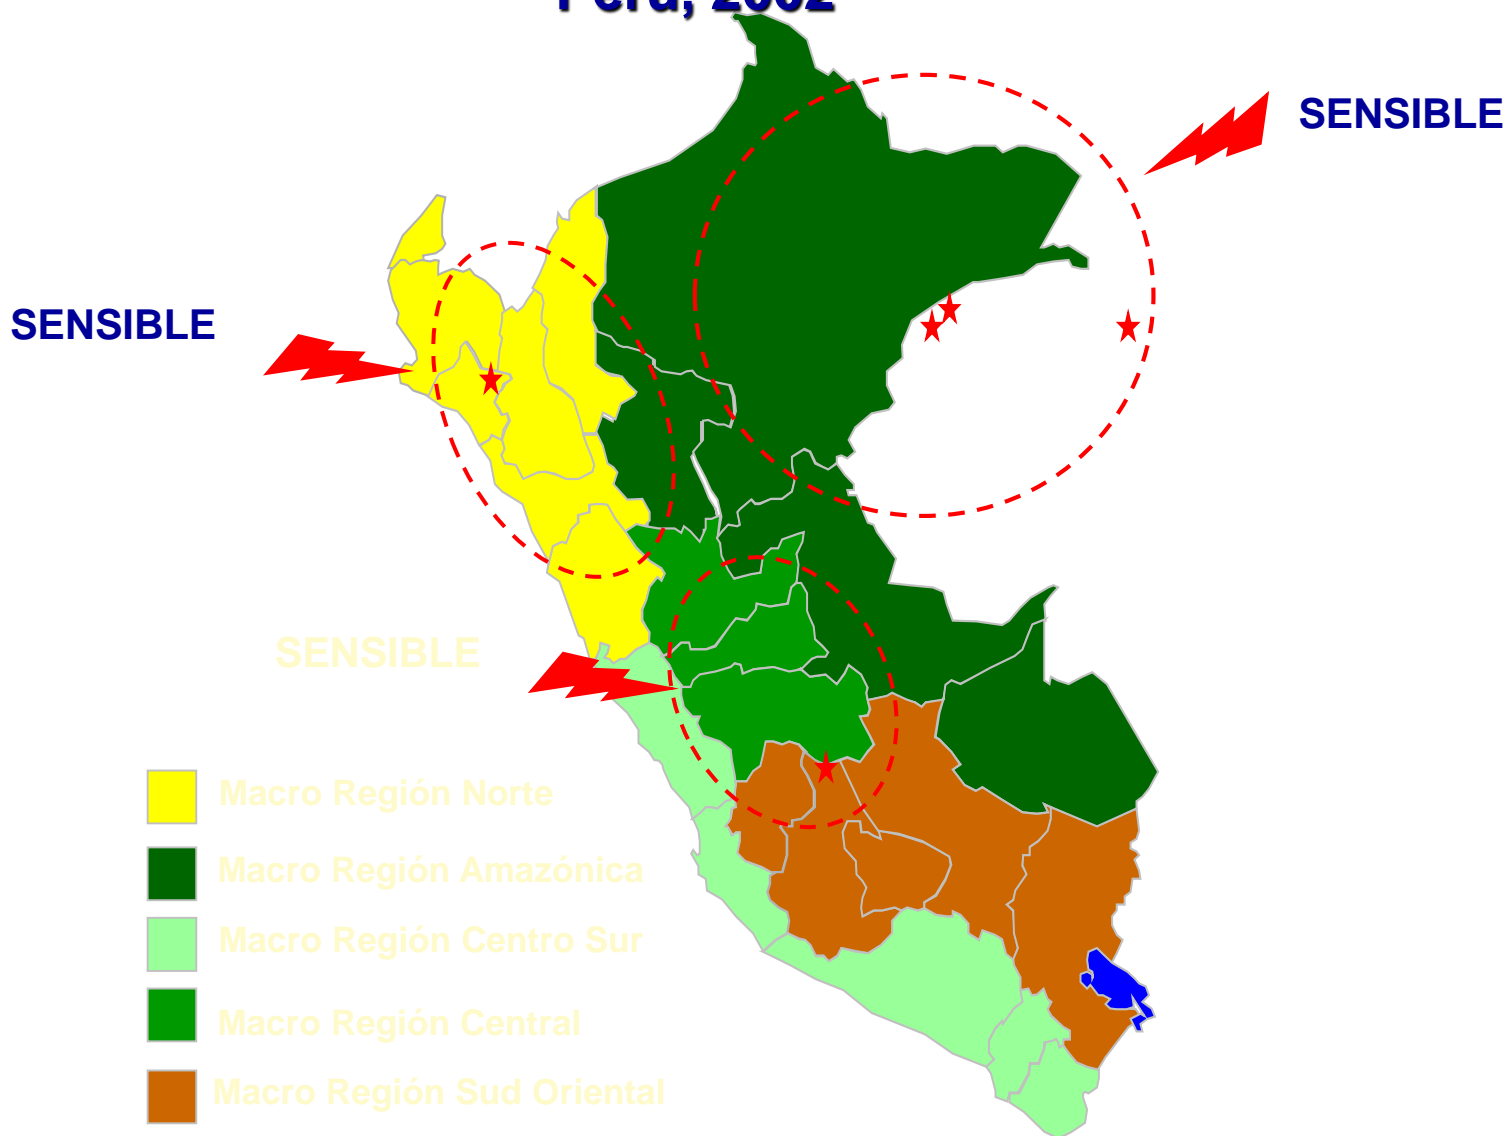 Perú, 2002
SENSIBLE
SENSIBLE
SENSIBLE
Macro Región Norte
Macro Región Amazónica
Macro Región Centro Sur
Macro Región Central
Macro Región Sud Oriental